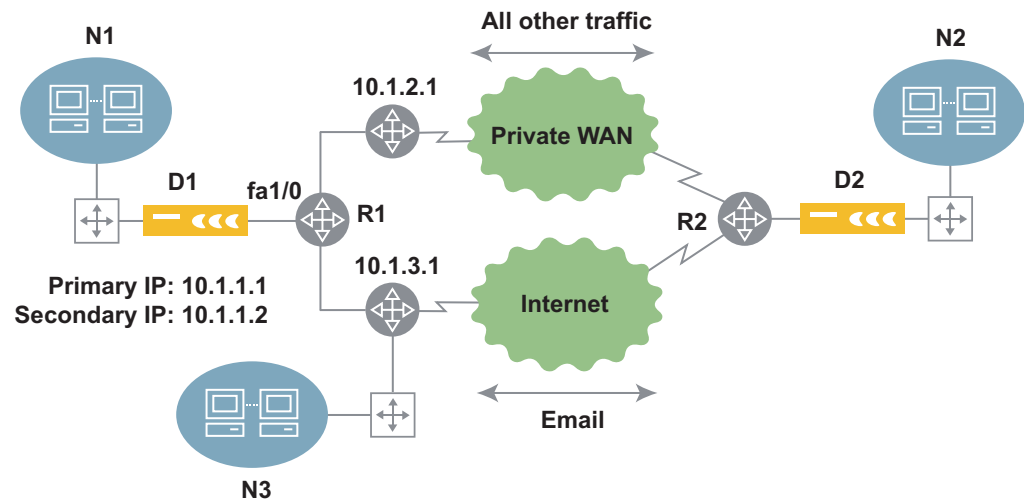 All other traffic
N1
N2
10.1.2.1
Private WAN
D1
fa1/0
R1
R2
D2
10.1.3.1
Primary IP: 10.1.1.1
Secondary IP: 10.1.1.2
Internet
Email
N3